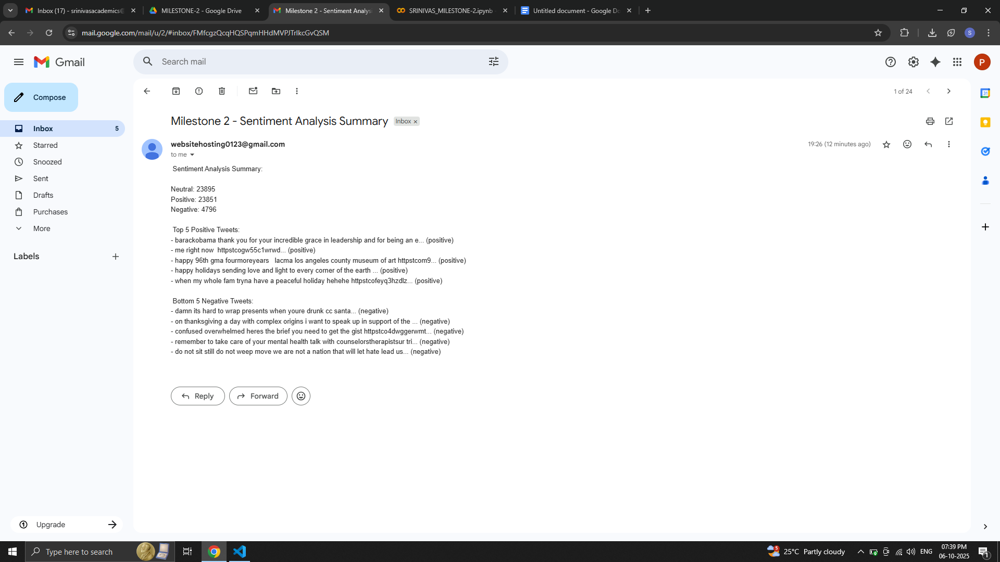 Inbox (17) - srinivasacademics@
MILESTONE-2 - Google Drive
Milestone 2 - Sentiment Analysis
SRINIVAS_MILESTONE-2.ipynb -
Untitled document - Google Do
mail.google.com/mail/u/2/#inbox/FMfcgzQcqHQSPqmHHdMVPJTrlkcGvQSM
S
Gmail
Search mail
P
Compose
1 of 24
31
Milestone 2 - Sentiment Analysis Summary Inbox x
Inbox 5
websitehosting0123@gmail.com
19:26 (12 minutes ago)
to me
Starred
Snoozed
Sent
Drafts
Purchases
More
Labels
Sentiment Analysis Summary:
Neutral: 23895
Positive: 23851
Negative: 4796
Top 5 Positive Tweets:
- barackobama thank you for your incredible grace in leadership and for being an e... (positive)
- me right now  httpstcogw55c1wrwd... (positive)
- happy 96th gma fourmoreyears   lacma los angeles county museum of art httpstcom9... (positive)
- happy holidays sending love and light to every corner of the earth ... (positive)
- when my whole fam tryna have a peaceful holiday hehehe httpstcofeyq3hzdlz... (positive)
Bottom 5 Negative Tweets:
- damn its hard to wrap presents when youre drunk cc santa... (negative)
- on thanksgiving a day with complex origins i want to speak up in support of the ... (negative)
- confused overwhelmed heres the brief you need to get the gist httpstco4dwggerwmt... (negative)
- remember to take care of your mental health talk with counselorstherapistsur tri... (negative)
- do not sit still do not weep move we are not a nation that will let hate lead us... (negative)
Reply
Forward
Upgrade
Type here to search
5
25°C Partly cloudy
ENG
07:39 PM
06-10-2025
1